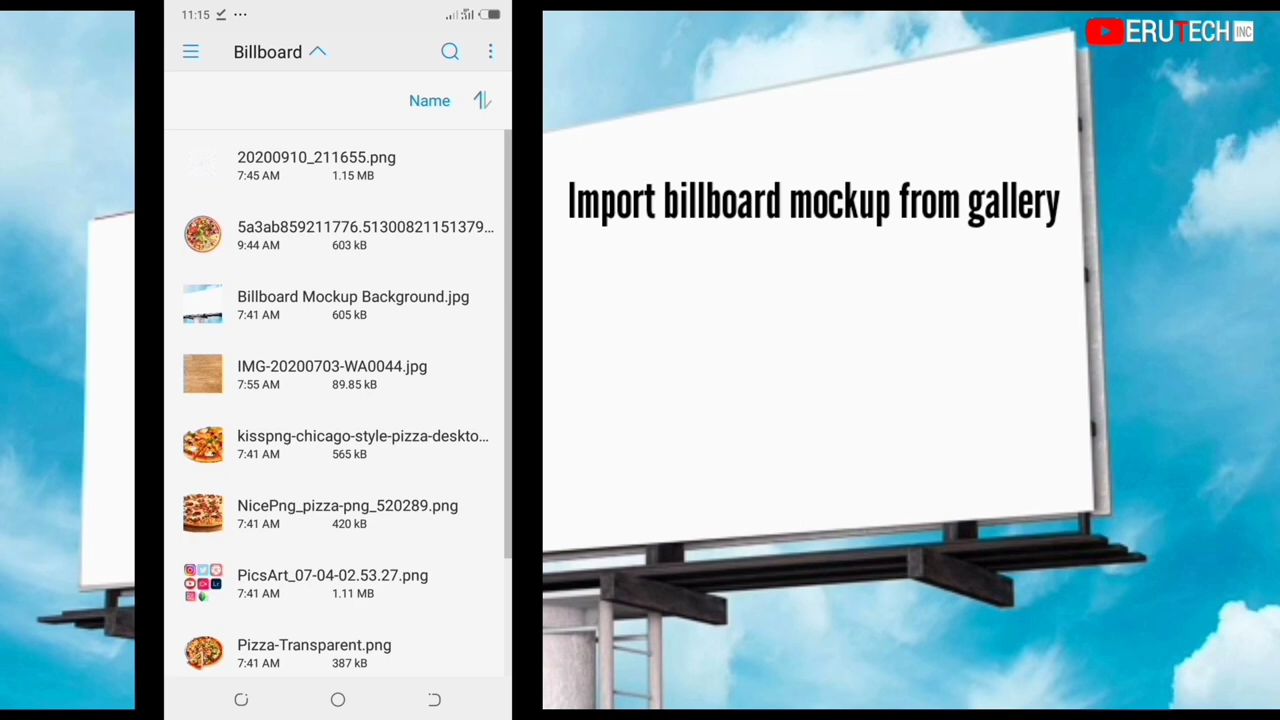 11:15
Billboard
Name
20200910_211655.png
7:45 AM 1.15 MB
5a3ab859211776.51300821151379...
9:44 AM 603 kB
Billboard Mockup Background.jpg
7:41 AM 605 kB
IMG-20200703-WA0044.jpg
7:55 AM 89.85 kB
kisspng-chicago-style-pizza-deskto...
7:41 AM 565 kB
NicePng_pizza-png_520289.png
7:41 AM 420 kB
PicsArt_07-04-02.53.27.png
7:41 AM 1.11 MB
Pizza-Transparent.png
7:41 AM 387 kB
ERUTECH INC
Import billboard mockup from gallery